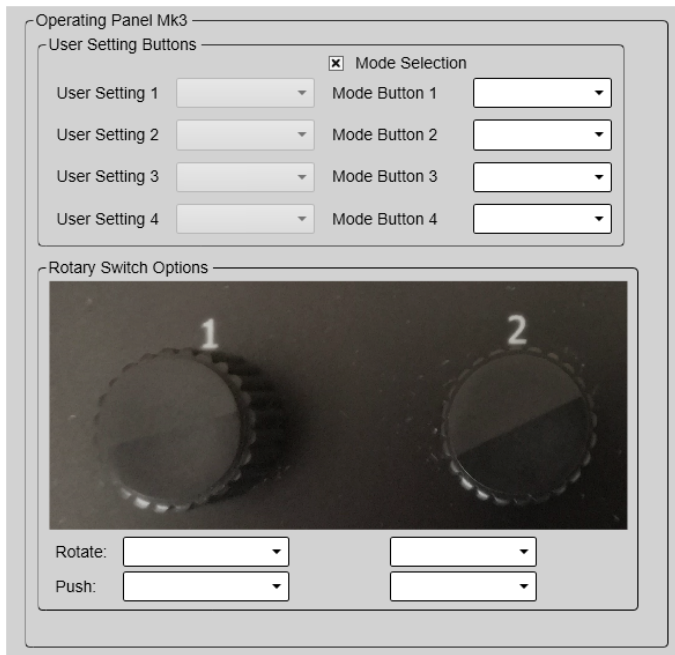 Operating Panel Mk3
User Setting Buttons
Mode Selection
User Setting 1 Mode Button 1
User Setting 2 Mode Button 2
User Setting 3 Mode Button 3
User Setting 4 Mode Button 4
Rotary Switch Options
1 2
Rotate:
Push: